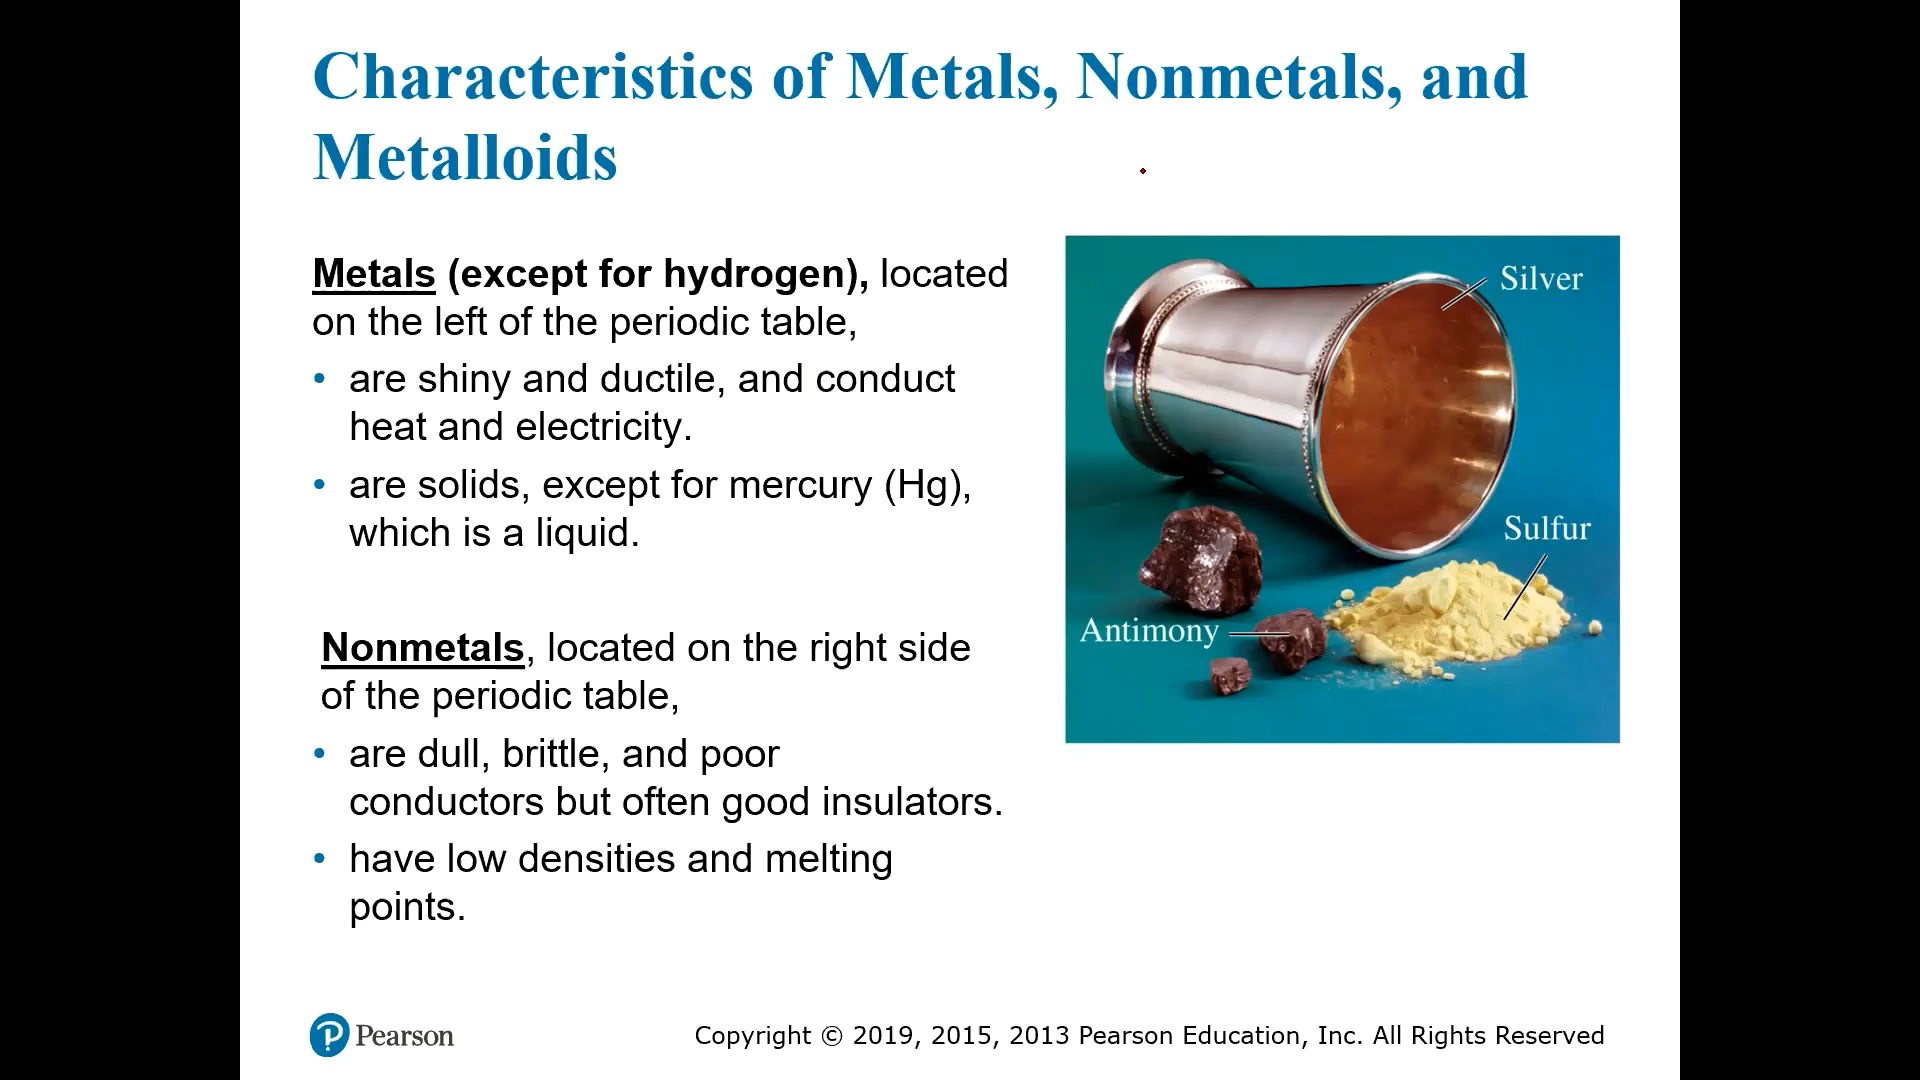 Characteristics of Metals, Nonmetals, and
Metalloids
Metals (except for hydrogen), located
on the left of the periodic table,
• are shiny and ductile, and conduct
heat and electricity.
• are solids, except for mercury (Hg),
which is a liquid.
Nonmetals, located on the right side
of the periodic table,
• are dull, brittle, and poor
conductors but often good insulators.
• have low densities and melting
points.
Silver
Sulfur
Antimony
Pearson
Copyright © 2019, 2015, 2013 Pearson Education, Inc. All Rights Reserved